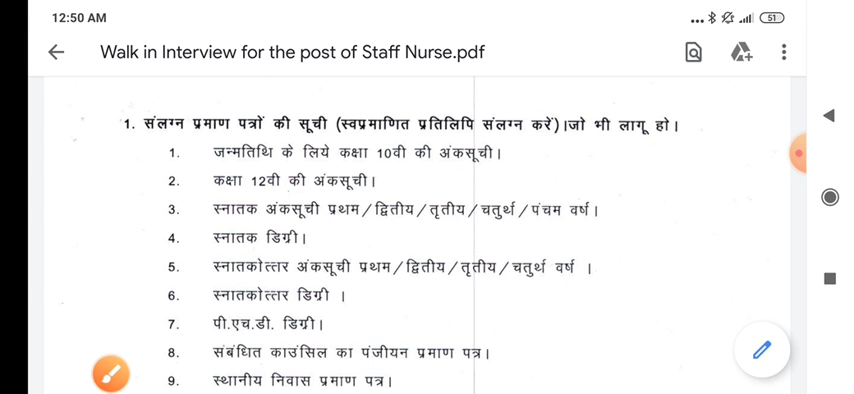 12:50 AM
51
Walk in Interview for the post of Staff Nurse.pdf
1. संलग्न प्रमाण पत्रों की सूची (स्वप्रमाणित प्रतिलिपि संलग्न करें)।जो भी लागू हो।
1. जन्मतिथि के लिये कक्षा 10वी की अंकसूची।
2. कक्षा 12वी की अंकसूची।
3. स्नातक अंकसूची प्रथम/द्वितीय/तृतीय/चतुर्थ/पंचम वर्ष।
4. स्नातक डिग्री।
5. स्नातकोत्तर अंकसूची प्रथम/द्वितीय/तृतीय/चतुर्थ वर्ष ।
6. स्नातकोत्तर डिग्री ।
7. पी.एच.डी. डिग्री।
8. संबंधित काउंसिल का पंजीयन प्रमाण पत्र।
9. स्थानीय निवास प्रमाण पत्र।